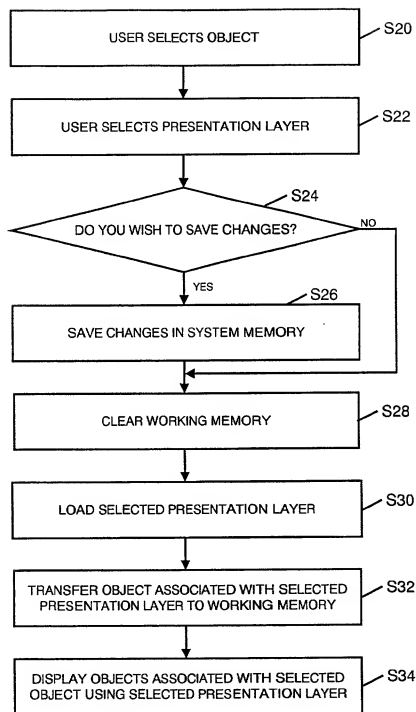 USER SELECTS OBJECT
S20
USER SELECTS PRESENTATION LAYER
S22
S24
DO YOU WISH TO SAVE CHANGES?
NO
YES
S26
SAVE CHANGES IN SYSTEM MEMORY
CLEAR WORKING MEMORY
S28
LOAD SELECTED PRESENTATION LAYER
S30
TRANSFER OBJECT ASSOCIATED WITH SELECTED
PRESENTATION LAYER TO WORKING MEMORY
S32
DISPLAY OBJECTS ASSOCIATED WITH SELECTED
OBJECT USING SELECTED PRESENTATION LAYER
S34